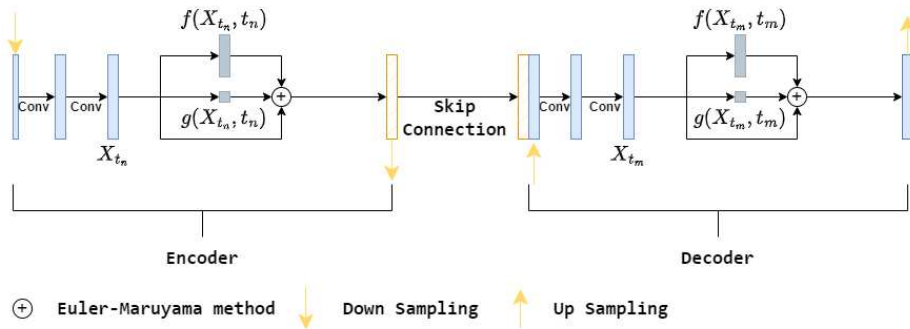 f(X_{t_n}, t_n)
f(X_{t_m}, t_m)
Conv Conv
Skip
Connection
Conv Conv
g(X_{t_n}, t_n)
g(X_{t_m}, t_m)
X_{t_n}
X_{t_m}
Encoder
Decoder
Euler-Maruyama method
Down Sampling
Up Sampling